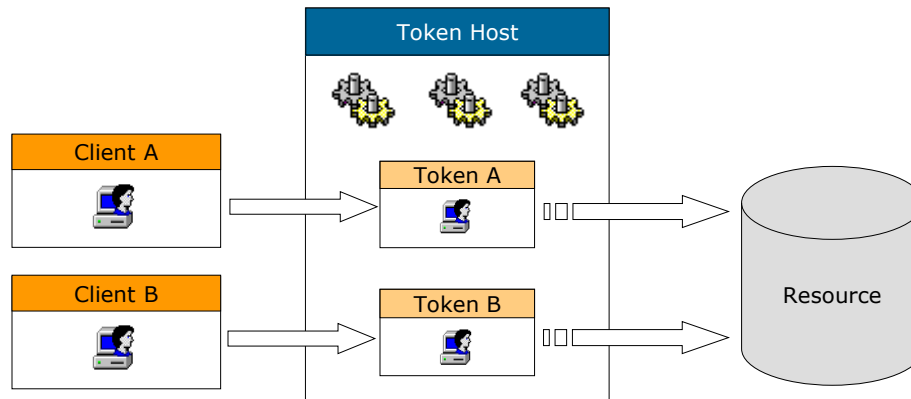 Token Host
Client A
Token A
Client B
Token B
Resource